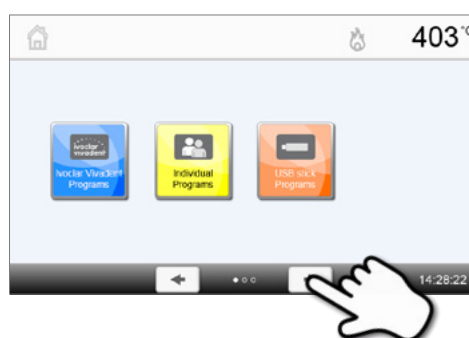 403°C
ivoclar
vivadent
Ivoclar Vivadent
Programs
Individual
Programs
USB stick
Programs
14:28:22